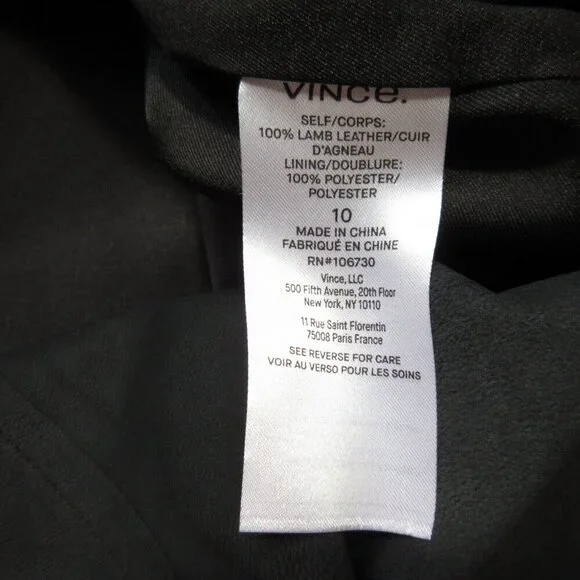 VINCe.
SELF/CORPS:
100% LAMB LEATHER/CUIR
D'AGNEAU
LINING/DOUBLURE:
100% POLYESTER/
POLYESTER
10
MADE IN CHINA
FABRIQUÉ EN CHINE
RN#106730
Vince, LLC
500 Fifth Avenue, 20th Floor
New York, NY 10110
11 Rue Saint Florentin
75008 Paris France
SEE REVERSE FOR CARE
VOIR AU VERSO POUR LES SOINS